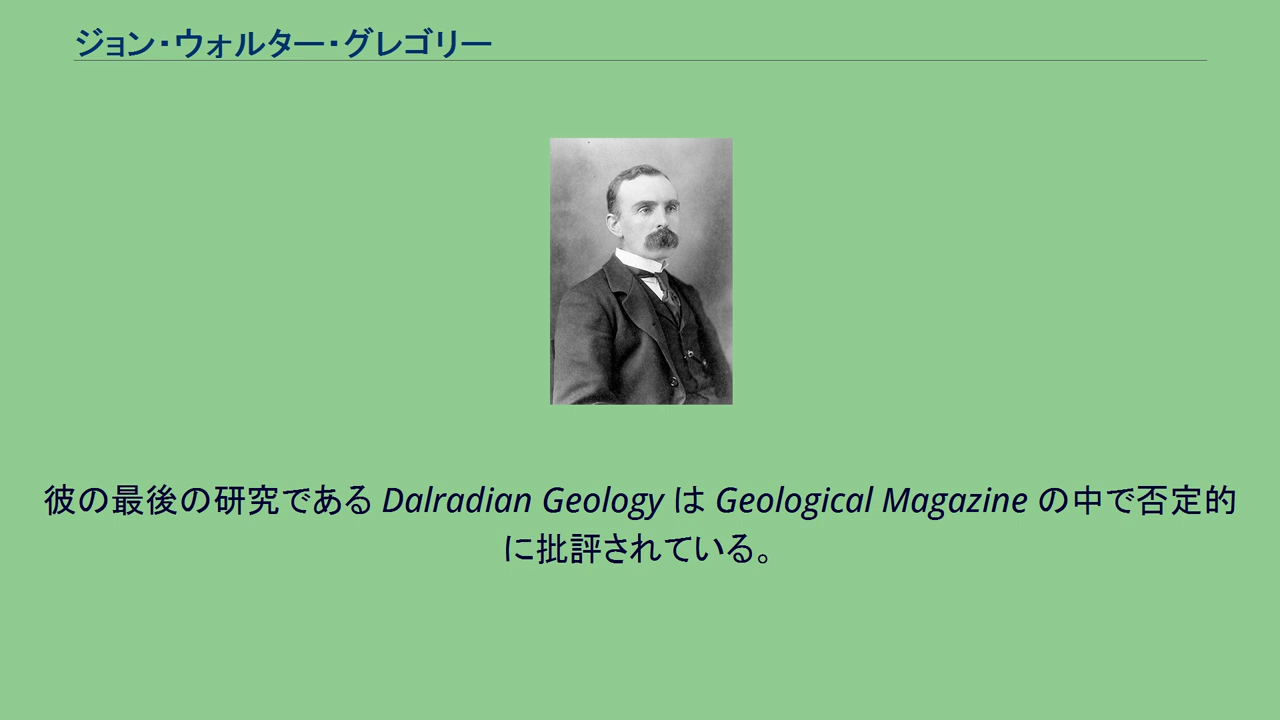 ジョン・ウォルター・グレゴリー
彼の最後の研究である Dalradian Geology は Geological Magazine の中で否定的
に批評されている。